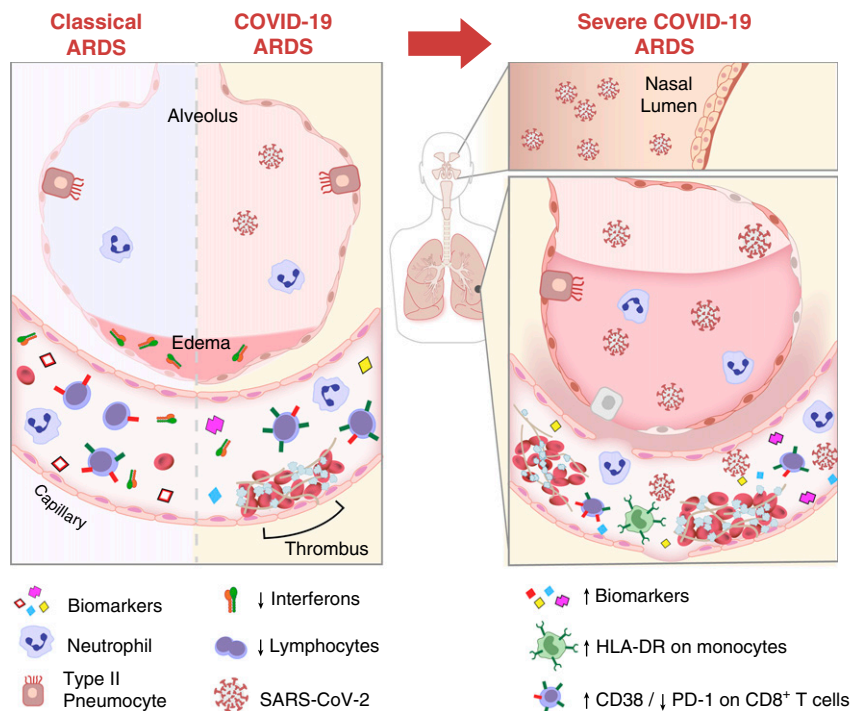 Classical
ARDS
COVID-19
ARDS
Severe COVID-19
ARDS
Alveolus
Edema
Capillary
Thrombus
Nasal
Lumen
Biomarkers
Neutrophil
Type II
Pneumocyte
↓ Interferons
↓ Lymphocytes
SARS-CoV-2
↑ Biomarkers
↑ HLA-DR on monocytes
↑ CD38 / ↓ PD-1 on CD8⁺ T cells